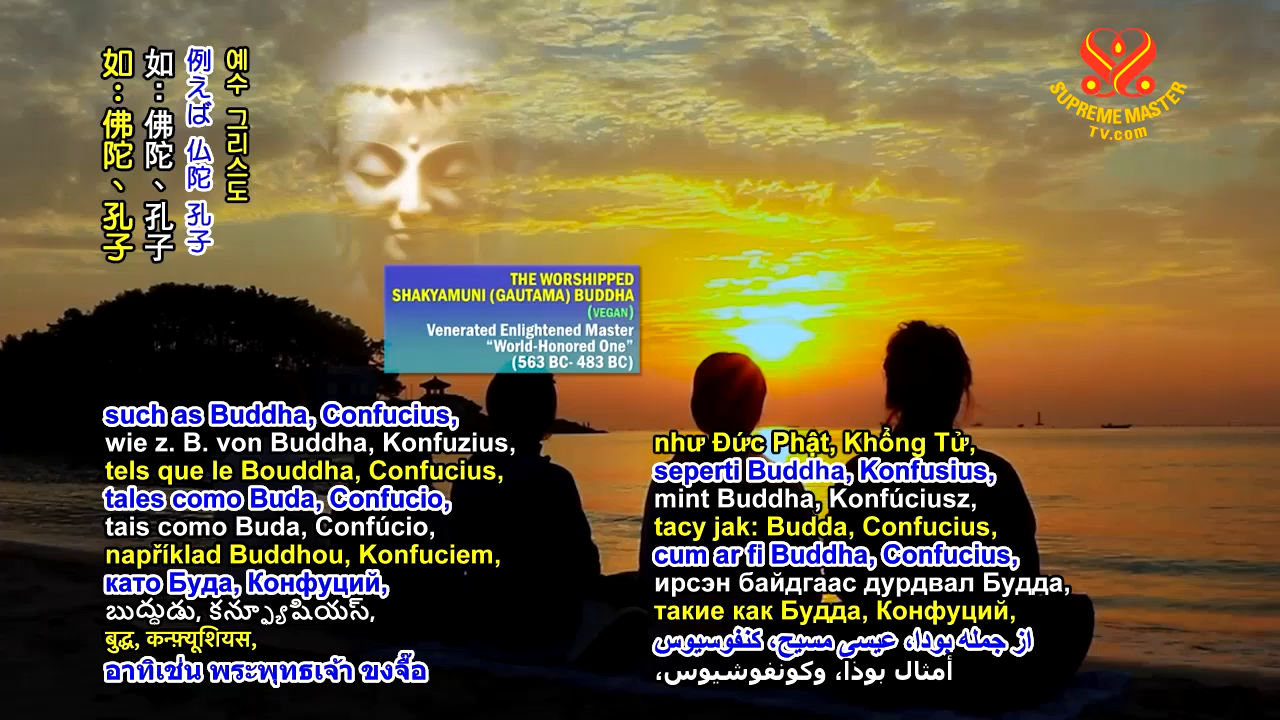 如：佛陀、孔子
如：佛陀、孔子
例えば 仏陀 孔子
예수 그리스도
SUPREME MASTER
TV.com
THE WORSHIPPED
SHAKYAMUNI (GAUTAMA) BUDDHA
(VEGAN)
Venerated Enlightened Master
“World-Honored One”
(563 BC- 483 BC)
such as Buddha, Confucius,
wie z. B. von Buddha, Konfuzius,
tels que le Bouddha, Confucius,
tales como Buda, Confucio,
tais como Buda, Confúcio,
například Buddhou, Konfuciem,
като Буда, Конфуций,
బుద్ధుడు, కన్ఫ్యూషియస్,
बुद्ध, कन्फ़्यूशियस,
อาทิเช่น พระพุทธเจ้า ขงจื๊อ
như Đức Phật, Khổng Tử,
seperti Buddha, Konfusius,
mint Buddha, Konfúciusz,
tacy jak: Budda, Confucius,
cum ar fi Buddha, Confucius,
ирсэн байдгаас дурдвал Будда,
такие как Будда, Конфуций,
از جمله بودا، عیسی مسیح، کنفوسیوس
أمثال بوذا، وكونفوشيوس،